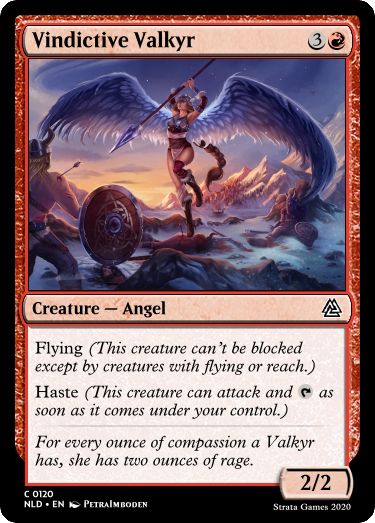 Vindictive Valkyr 3
Creature — Angel
Flying (This creature can't be blocked
except by creatures with flying or reach.)
Haste (This creature can attack and as
soon as it comes under your control.)
For every ounce of compassion a Valkyr
has, she has two ounces of rage.
2/2
C 0120
NLD • EN PetraImboden
Strata Games 2020